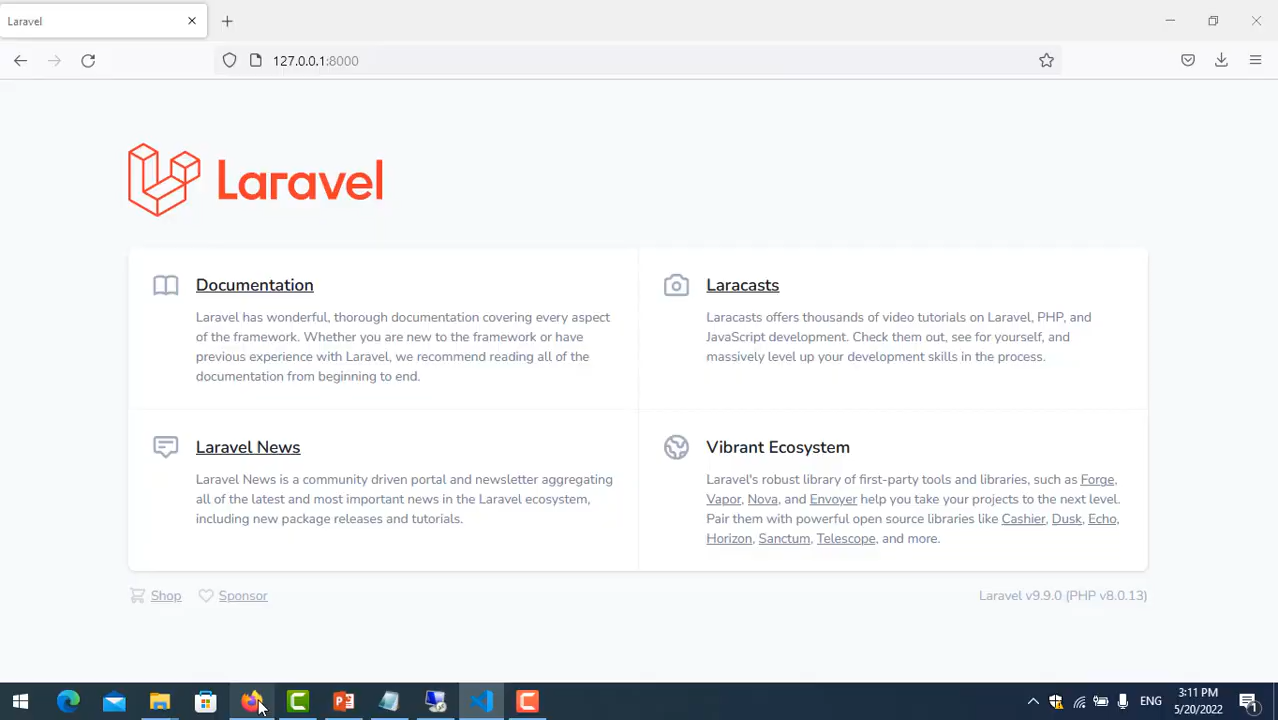 Laravel
127.0.0.1:8000
Laravel
Documentation
Laravel has wonderful, thorough documentation covering every aspect
of the framework. Whether you are new to the framework or have
previous experience with Laravel, we recommend reading all of the
documentation from beginning to end.
Laracasts
Laracasts offers thousands of video tutorials on Laravel, PHP, and
JavaScript development. Check them out, see for yourself, and
massively level up your development skills in the process.
Laravel News
Laravel News is a community driven portal and newsletter aggregating
all of the latest and most important news in the Laravel ecosystem,
including new package releases and tutorials.
Vibrant Ecosystem
Laravel's robust library of first-party tools and libraries, such as Forge,
Vapor, Nova, and Envoyer help you take your projects to the next level.
Pair them with powerful open source libraries like Cashier, Dusk, Echo,
Horizon, Sanctum, Telescope, and more.
Shop
Sponsor
Laravel v9.9.0 (PHP v8.0.13)
ENG
3:11 PM
5/20/2022
1